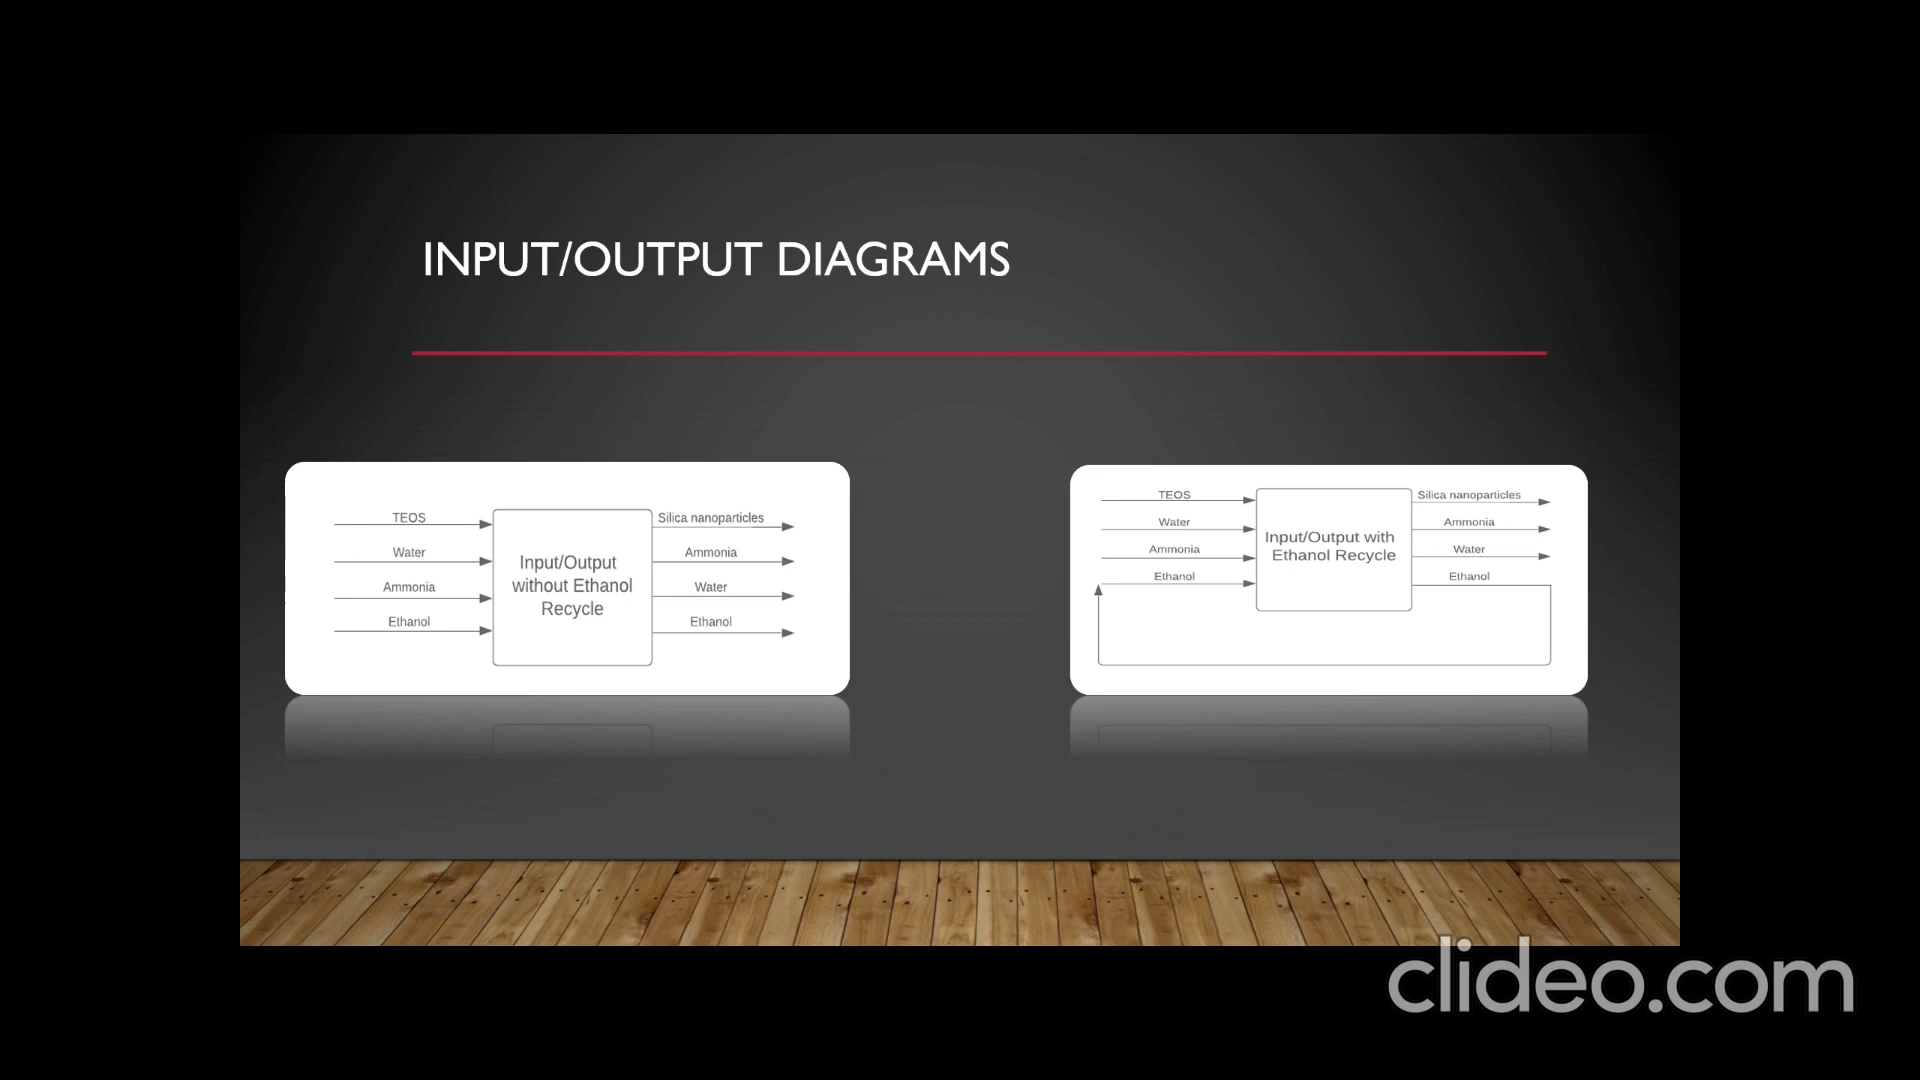 INPUT/OUTPUT DIAGRAMS
TEOS
Water
Ammonia
Ethanol
Input/Output
without Ethanol
Recycle
Silica nanoparticles
Ammonia
Water
Ethanol
TEOS
Water
Ammonia
Ethanol
Input/Output with
Ethanol Recycle
Silica nanoparticles
Ammonia
Water
Ethanol
clideo.com